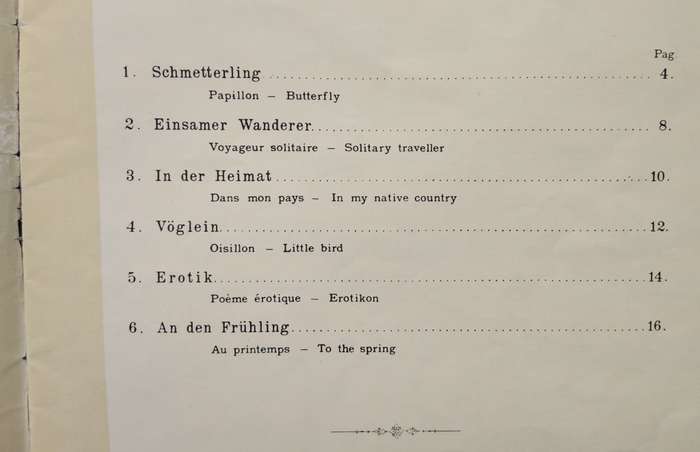 Pag.
1. Schmetterling 4.
Papillon — Butterfly
2. Einsamer Wanderer 8.
Voyageur solitaire — Solitary traveller
3. In der Heimat 10.
Dans mon pays — In my native country
4. Vöglein 12.
Oisillon — Little bird
5. Erotik 14.
Poème érotique — Erotikon
6. An den Frühling 16.
Au printemps — To the spring